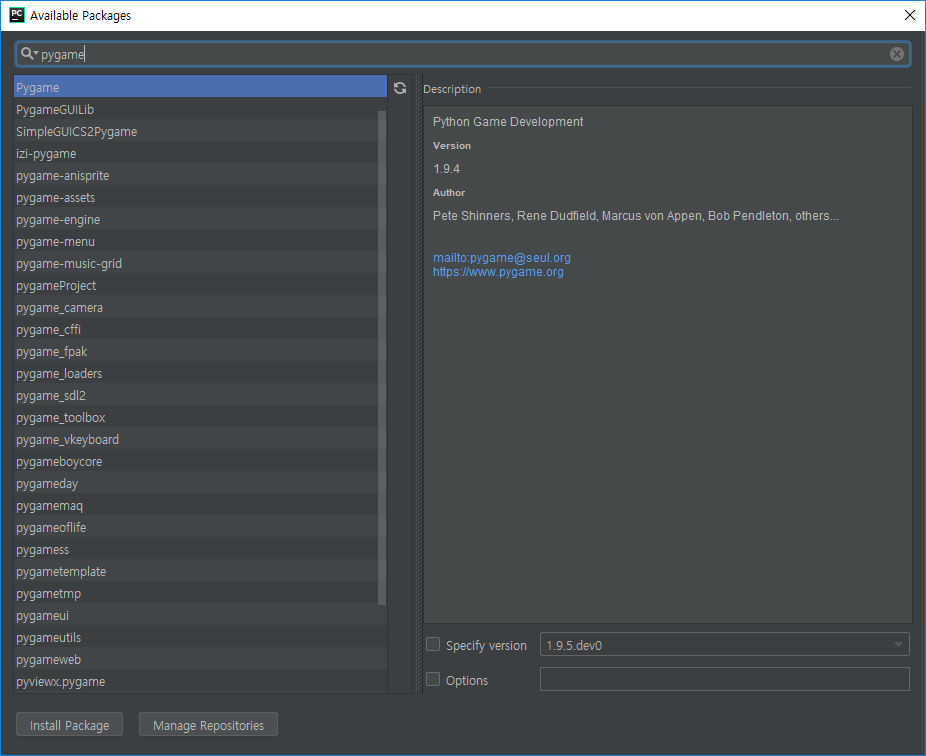 PC Available Packages
pygame
Pygame
PygameGUILib
SimpleGUICS2Pygame
izi-pygame
pygame-anisprite
pygame-assets
pygame-engine
pygame-menu
pygame-music-grid
pygameProject
pygame_camera
pygame_cffi
pygame_fpak
pygame_loaders
pygame_sdl2
pygame_toolbox
pygame_vkeyboard
pygameboycore
pygameday
pygamemaq
pygameoflife
pygamess
pygametemplate
pygametmp
pygameui
pygameutils
pygameweb
pyviewx.pygame
Description
Python Game Development
Version
1.9.4
Author
Pete Shinners, Rene Dudfield, Marcus von Appen, Bob Pendleton, others...
mailto:pygame@seul.org
https://www.pygame.org
Specify version 1.9.5.dev0
Options
Install Package Manage Repositories